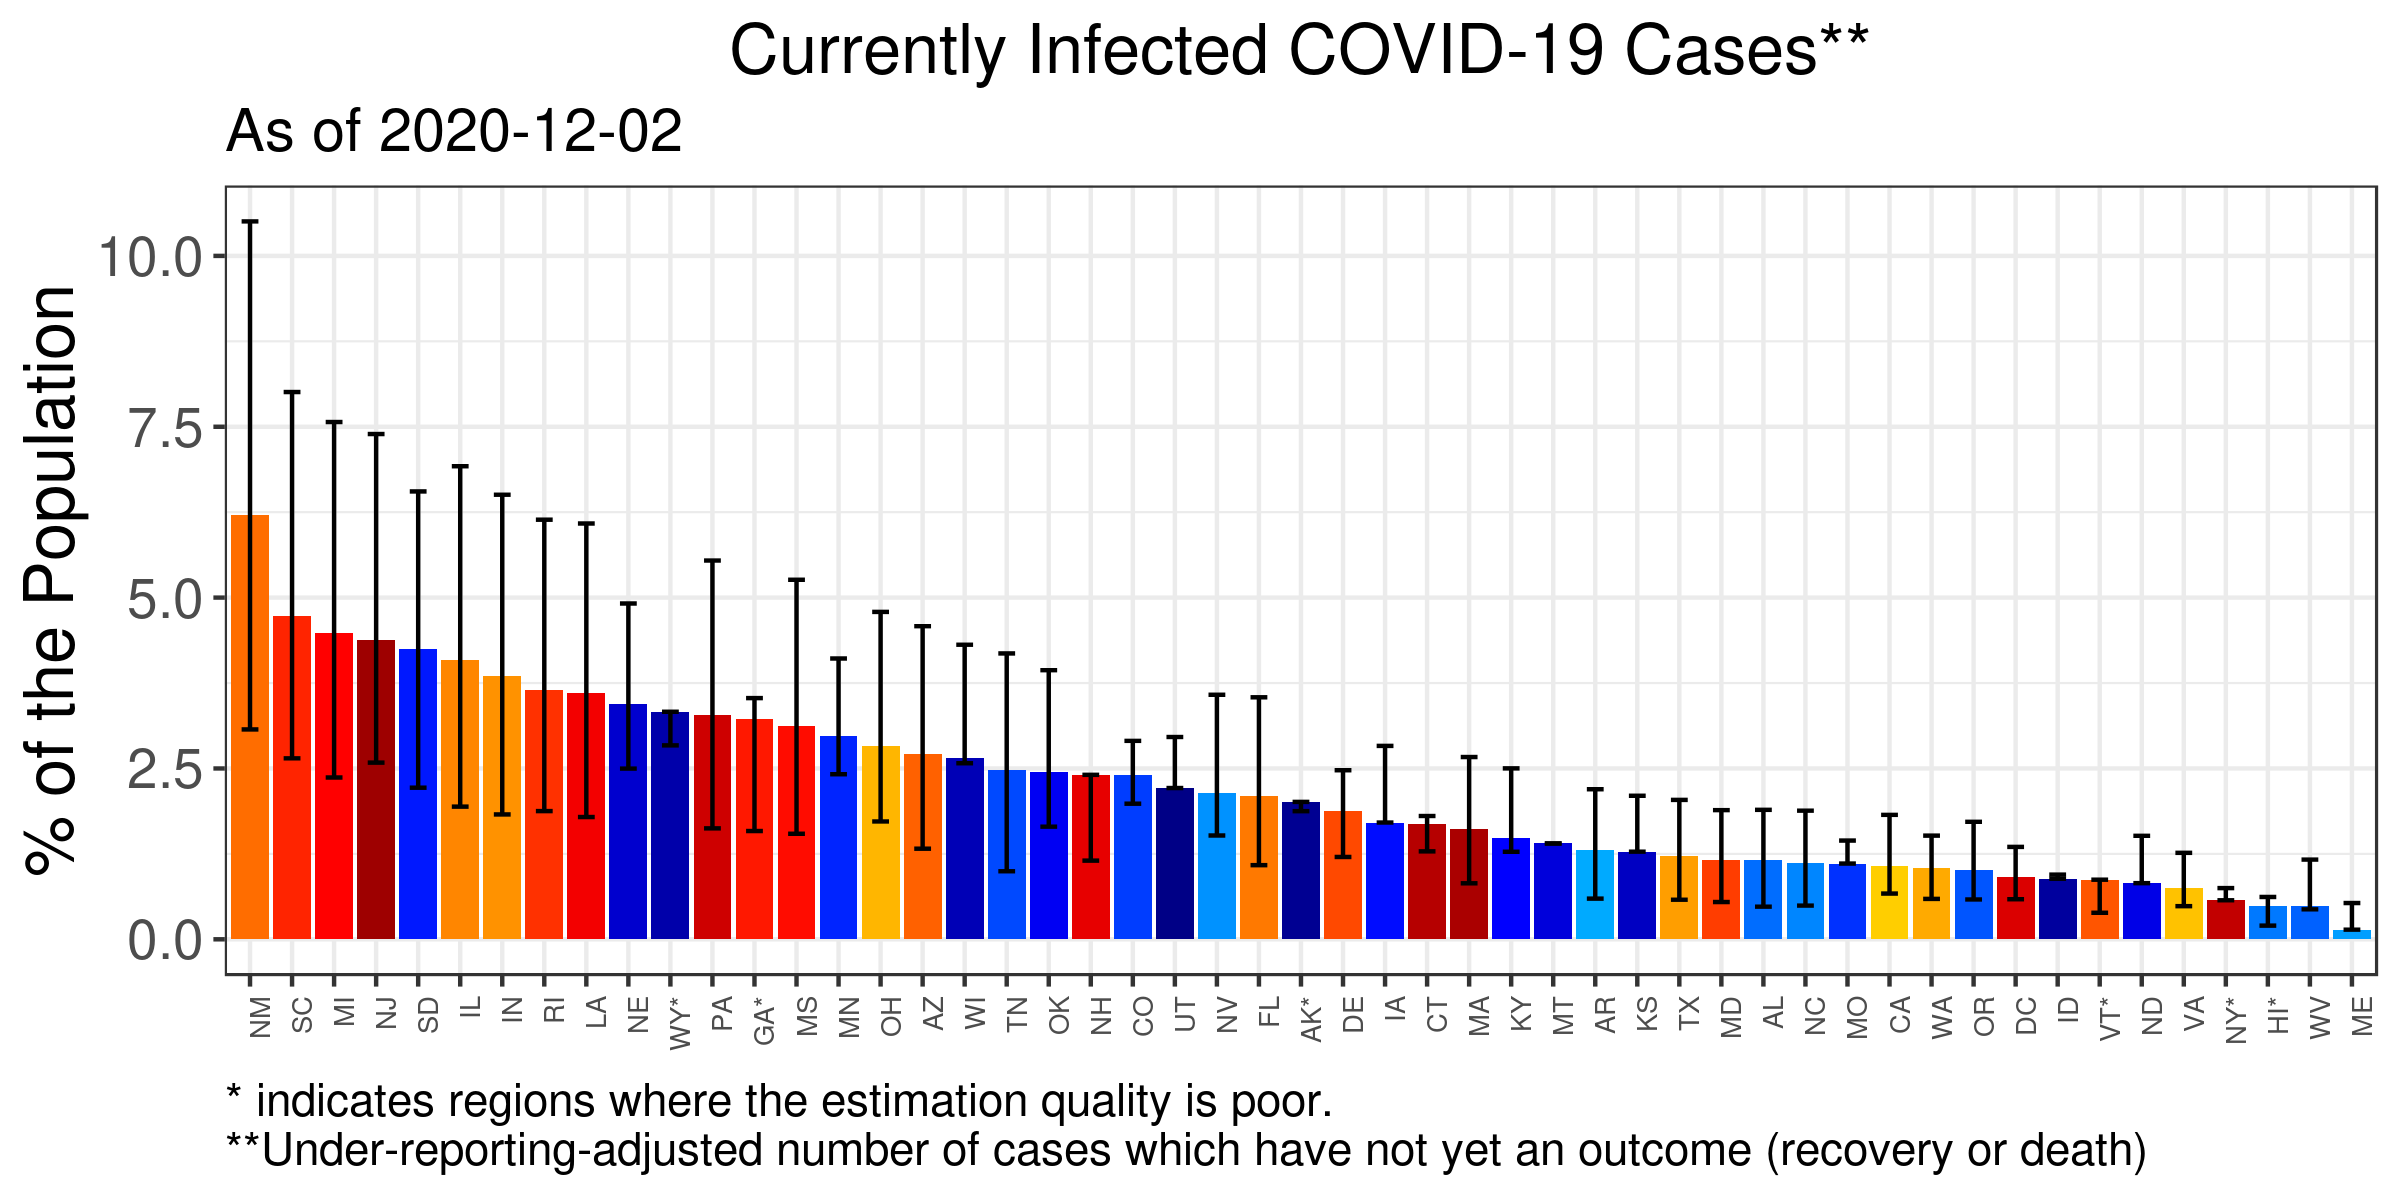 Currently Infected COVID-19 Cases**
As of 2020-12-02
% of the Population
10.0
7.5
5.0
2.5
0.0
NM SC MI NJ SD IL IN RI LA NE WY* PA GA* MS MN OH AZ WI TN OK NH CO UT NV FL AK* DE IA CT MA KY MT AR KS TX MD AL NC MO CA WA OR DC ID VT* ND VA NY* HI* WV ME
* indicates regions where the estimation quality is poor.
**Under-reporting-adjusted number of cases which have not yet an outcome (recovery or death)